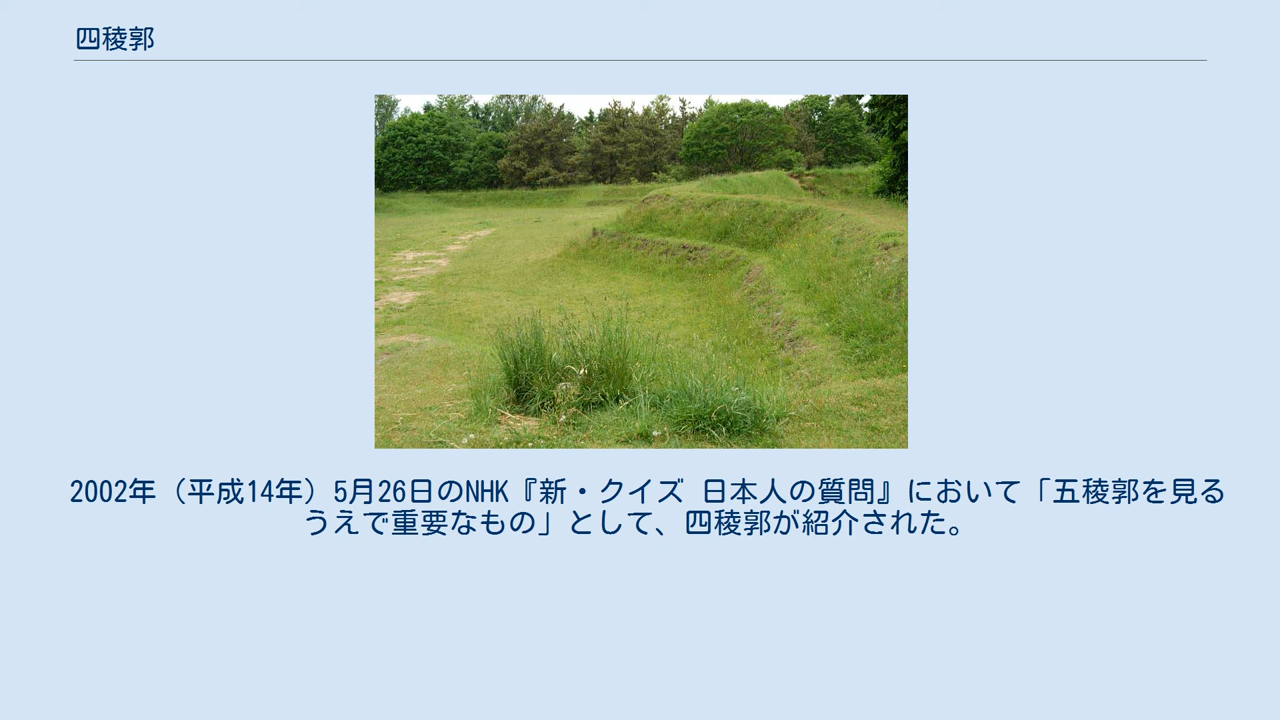 四稜郭
2002年（平成14年）5月26日のNHK『新・クイズ 日本人の質問』において「五稜郭を見る
うえで重要なもの」として、四稜郭が紹介された。